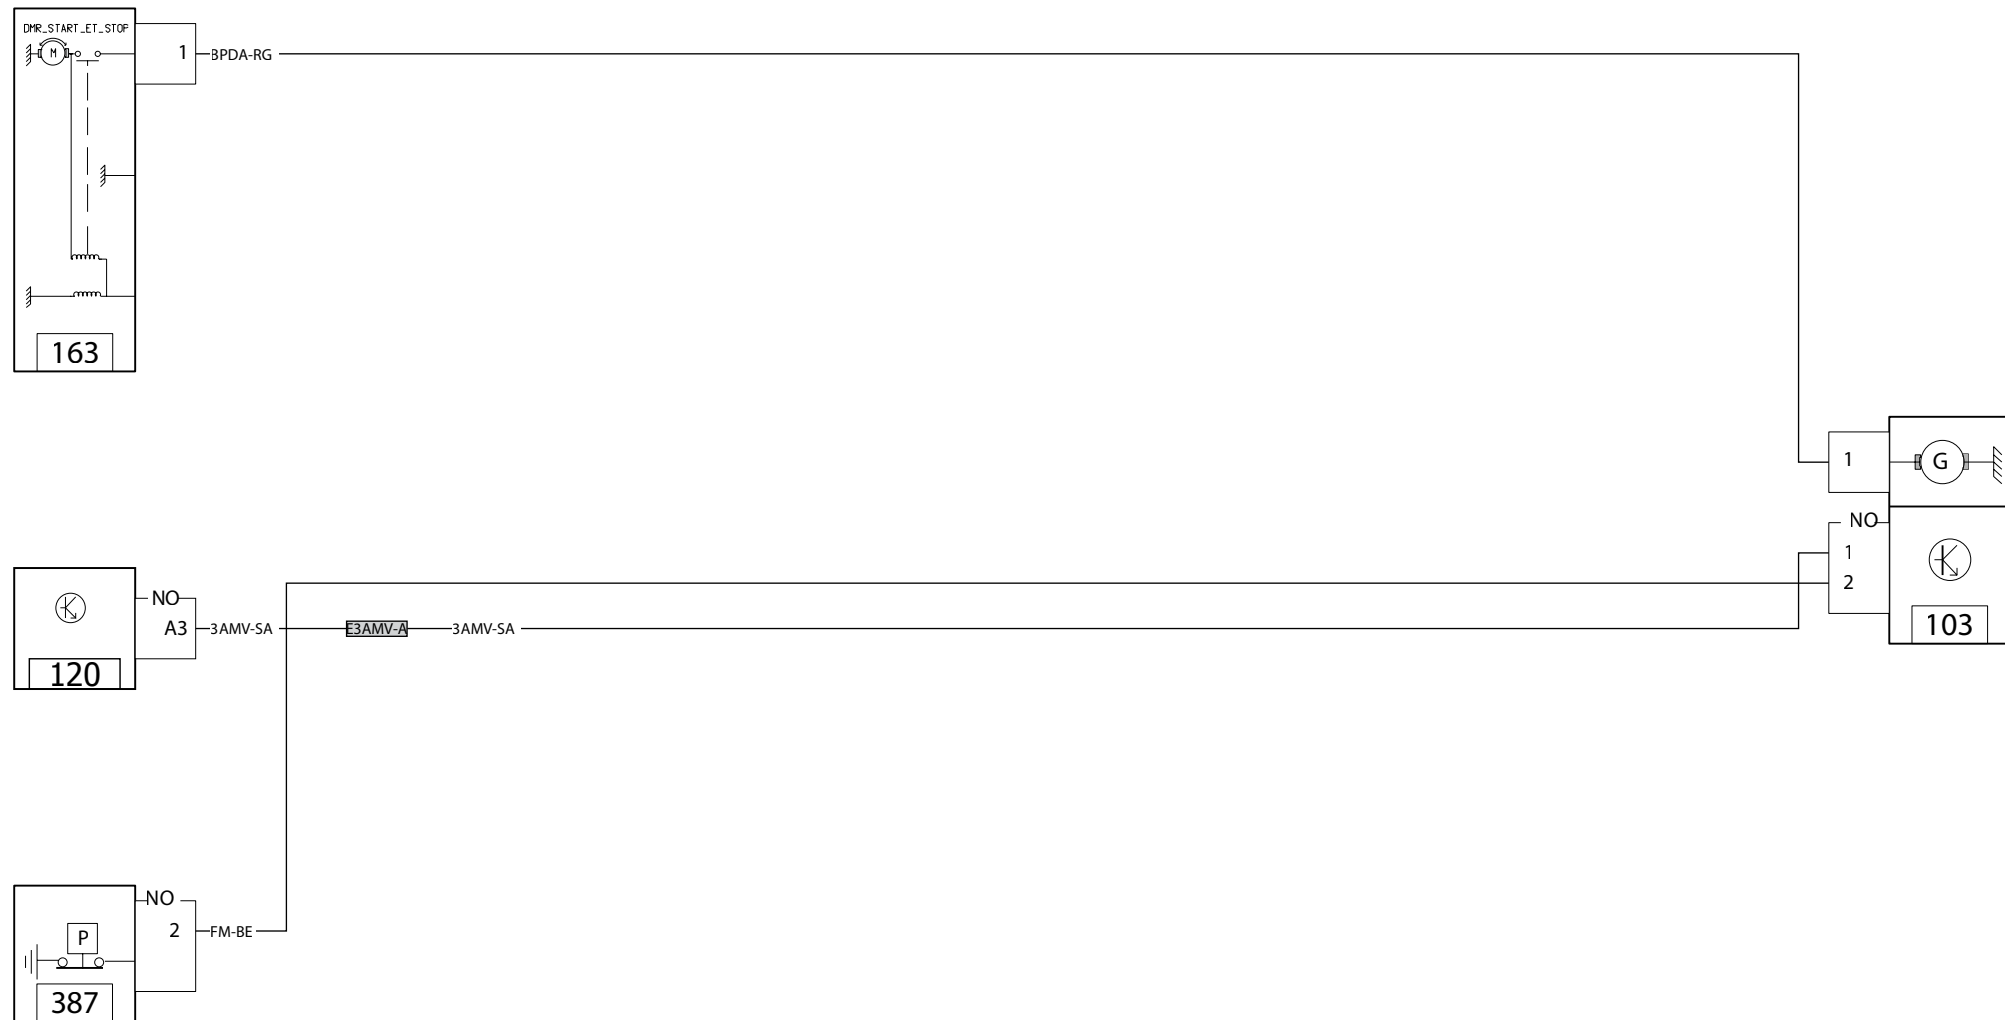 DMR_START_ET_STOP
M
1
BPDA-RG
163
1
G
NO
1
2
103
NO
A3
3AMV-SA
E3AMV-A
3AMV-SA
120
NO
2
FM-BE
P
387